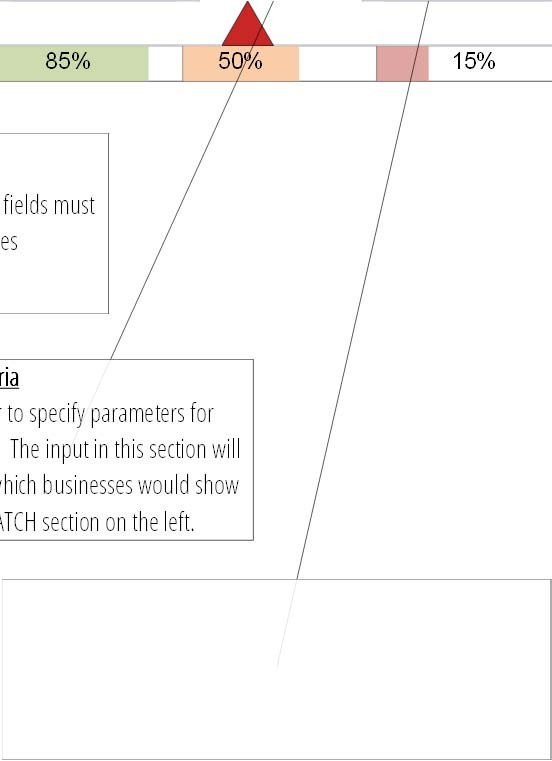 85% 50% 15%
fields must
es
ria
to specify parameters for
The input in this section will
which businesses would show
ATCH section on the left.